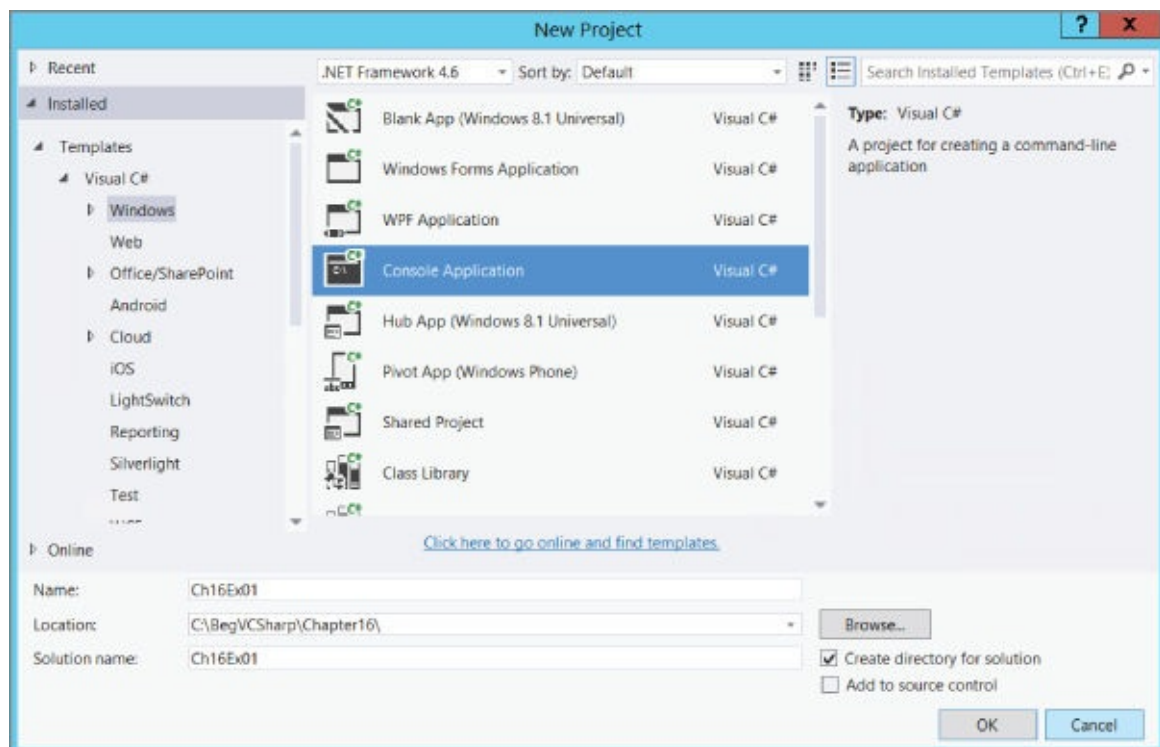 New Project
? X
Recent
Installed
Templates
Visual C#
Windows
Web
Office/SharePoint
Android
Cloud
iOS
LightSwitch
Reporting
Silverlight
Test
Online
.NET Framework 4.6 Sort by: Default
Blank App (Windows 8.1 Universal) Visual C#
Windows Forms Application Visual C#
WPF Application Visual C#
Console Application Visual C#
Hub App (Windows 8.1 Universal) Visual C#
Pivot App (Windows Phone) Visual C#
Shared Project Visual C#
Class Library Visual C#
Click here to go online and find templates.
Search Installed Templates (Ctrl+E)
Type: Visual C#
A project for creating a command-line
application
Name: Ch16Ex01
Location: C:\BegVCSharp\Chapter16\
Solution name: Ch16Ex01
Browse...
Create directory for solution
Add to source control
OK Cancel